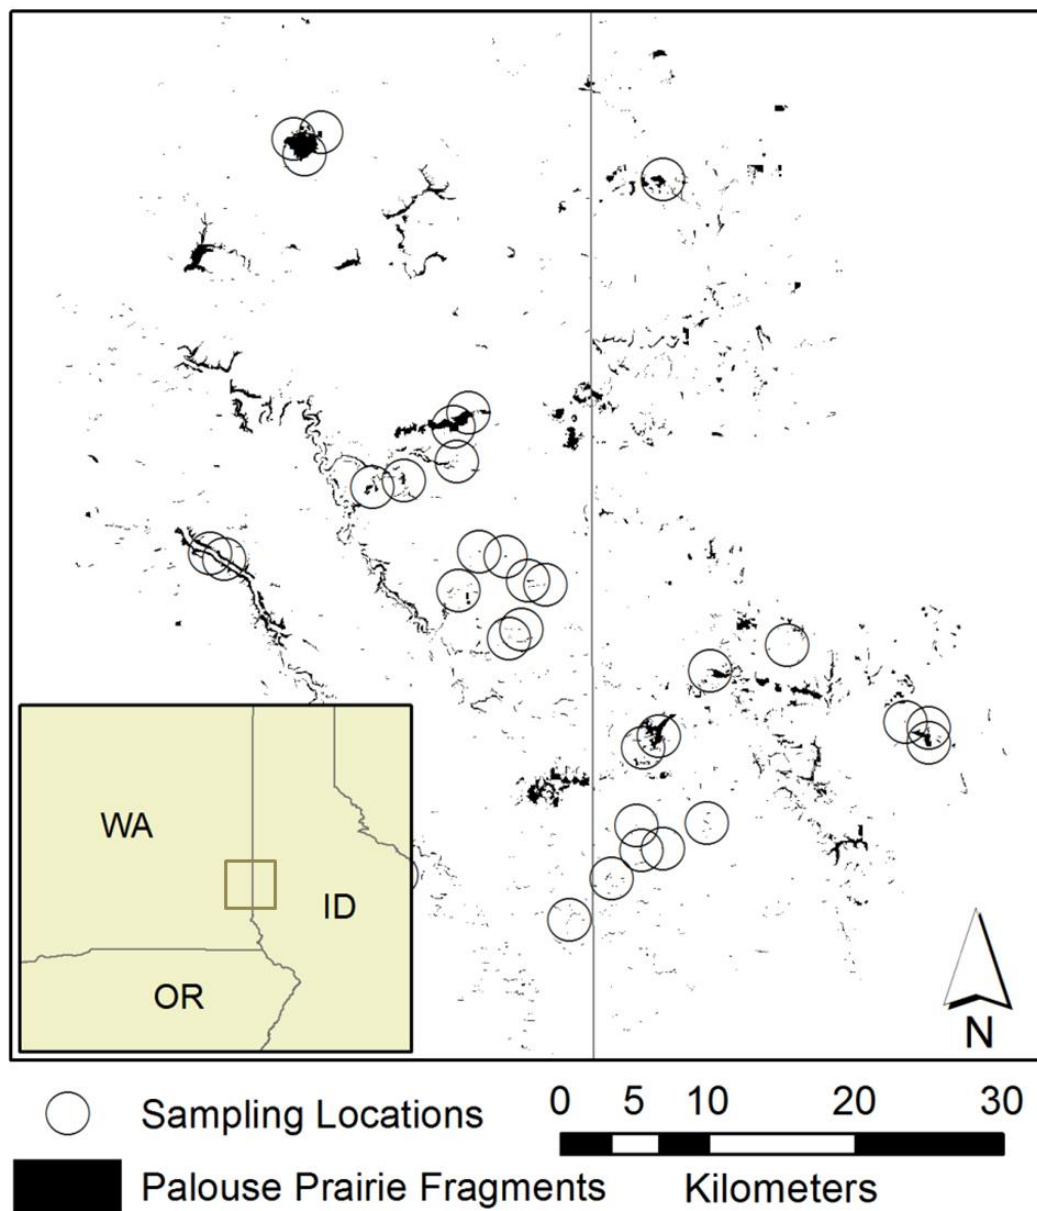 WA
ID
OR
N
Sampling Locations
0 5 10 20 30
Palouse Prairie Fragments
Kilometers